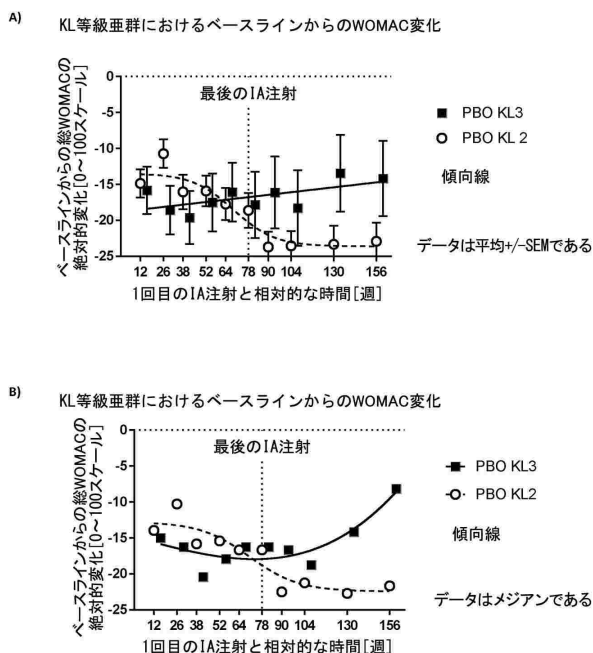 A)
KL等級亜群におけるベースラインからのWOMAC変化
ベースラインからの総WOMACの
絶対的変化[0~100スケール]
0
-5
-10
-15
-20
-25
最後のIA注射
12 26 38 52 64 78 90 104 130 156
1回目のIA注射と相対的な時間[週]
PBO KL3
PBO KL 2
傾向線
データは平均+/-SEMである
B)
KL等級亜群におけるベースラインからのWOMAC変化
ベースラインからの総WOMACの
絶対的変化[0~100スケール]
0
-5
-10
-15
-20
-25
最後のIA注射
12 26 38 52 64 78 90 104 130 156
1回目のIA注射と相対的な時間[週]
PBO KL3
PBO KL2
傾向線
データはメジアンである